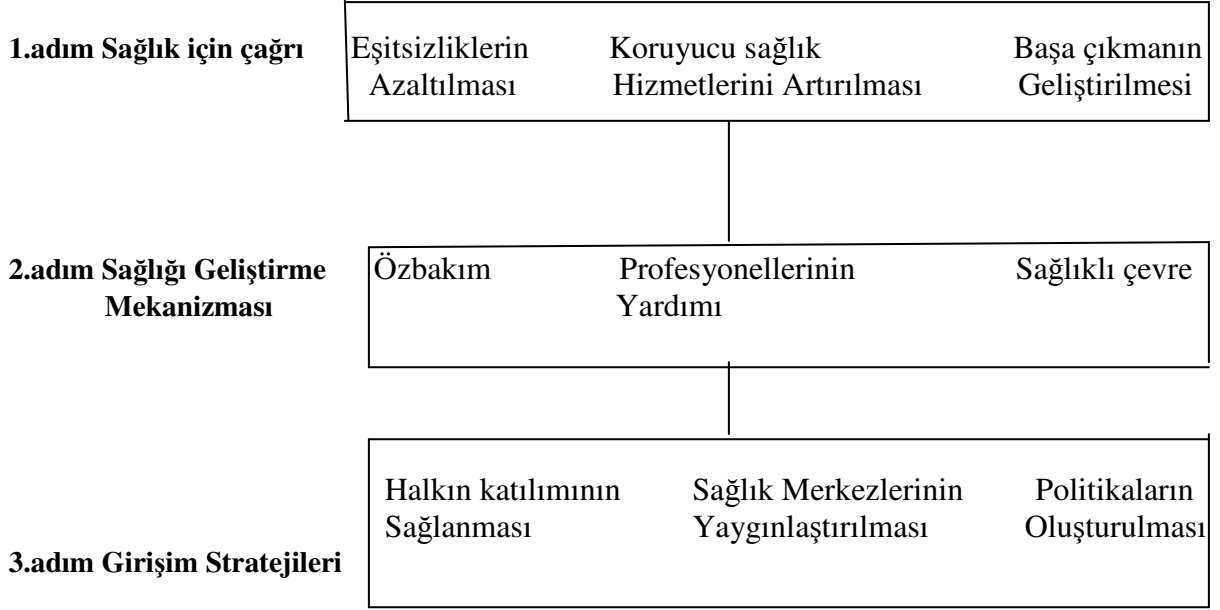 1.adım Sağlık için çağrı Eşitsizliklerin Koruyucu sağlık Başa çıkmanın
Azaltılması Hizmetlerini Artırılması Geliştirilmesi
2.adım Sağlığı Geliştirme Özbakım Profesyonellerinin Sağlıklı çevre
Mekanizması Yardımı
Halkın katılımının Sağlık Merkezlerinin Politikaların
Sağlanması Yaygınlaştırılması Oluşturulması
3.adım Girişim Stratejileri